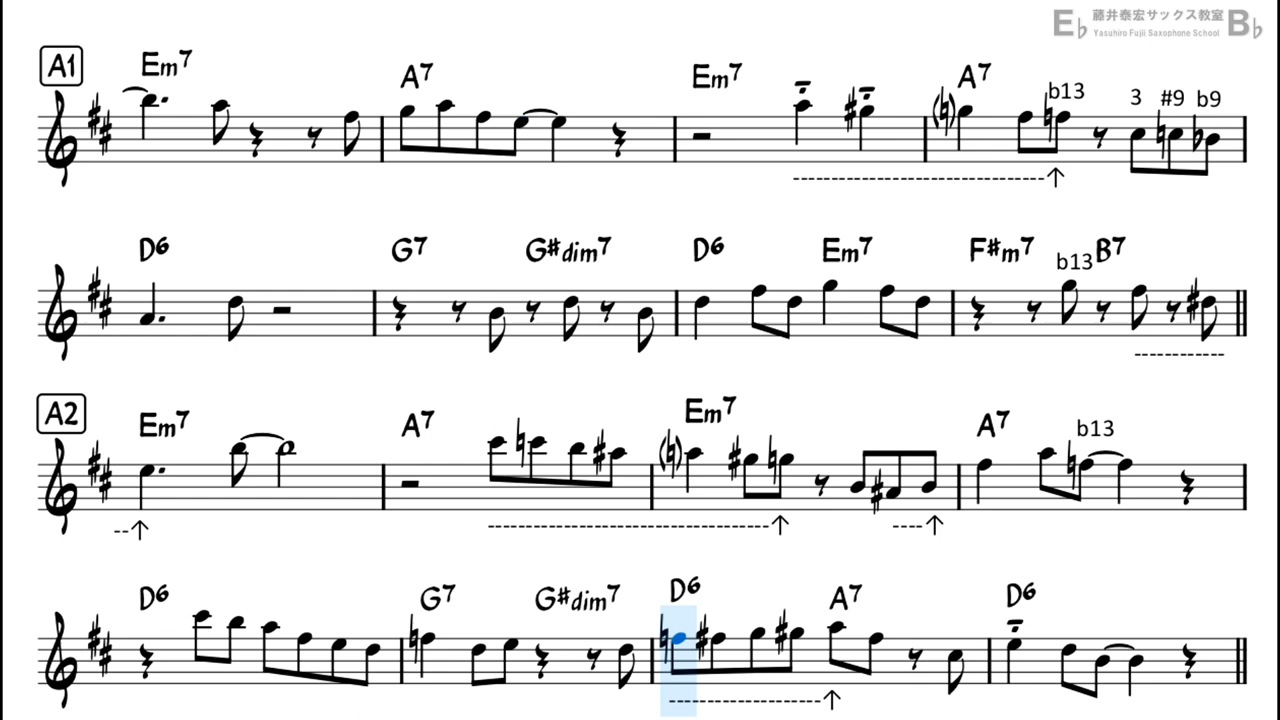 E♭ 藤井泰宏サックス教室 B♭
Yasuhiro Fujii Saxophone School
A1 Em7 A7 Em7 A7
b13 3 #9 b9
D6 G7 G#dim7 D6 Em7 F#m7 B7
b13
A2 Em7 A7 Em7 A7
b13
D6 G7 G#dim7 D6 A7 D6